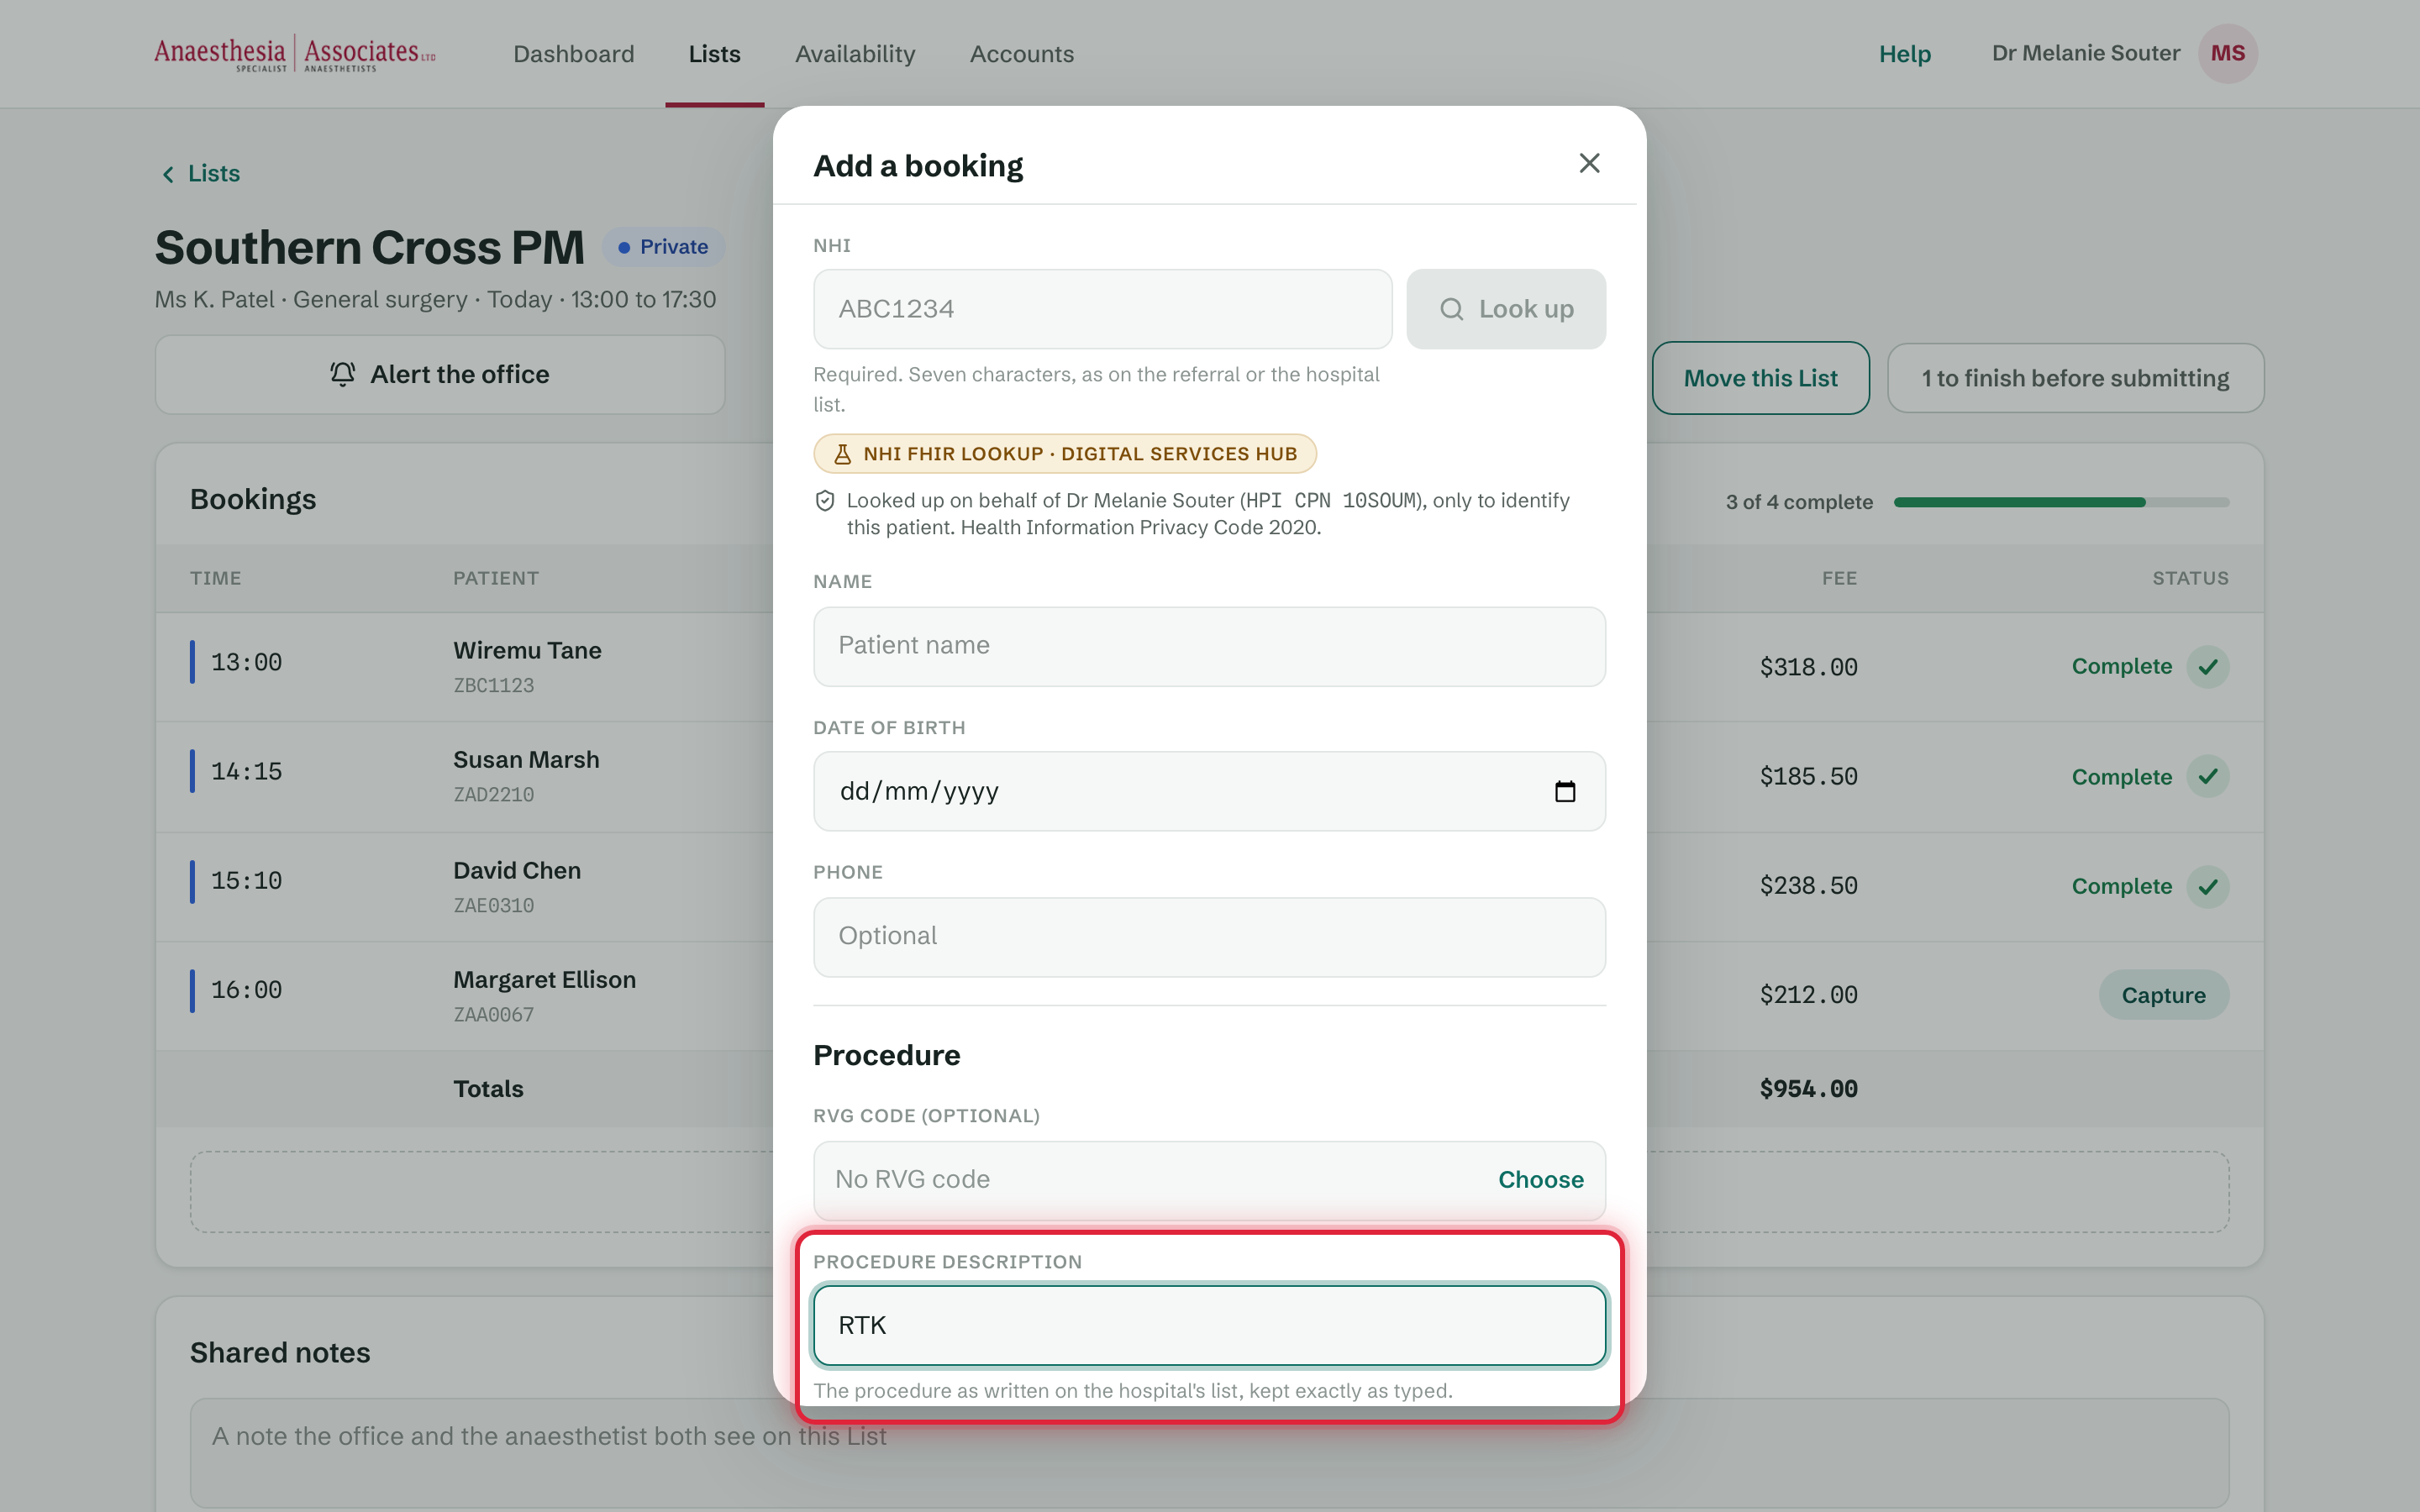 Anaesthesia Associates LTD
SPECIALIST ANAESTHETISTS
Dashboard
Lists
Availability
Accounts
Help
Dr Melanie Souter
MS
Lists
Southern Cross PM
Private
Ms K. Patel · General surgery · Today · 13:00 to 17:30
Alert the office
Move this List
1 to finish before submitting
Bookings
3 of 4 complete
TIME
PATIENT
FEE
STATUS
13:00
Wiremu Tane
ZBC1123
$318.00
Complete
14:15
Susan Marsh
ZAD2210
$185.50
Complete
15:10
David Chen
ZAE0310
$238.50
Complete
16:00
Margaret Ellison
ZAA0067
$212.00
Capture
Totals
$954.00
Shared notes
A note the office and the anaesthetist both see on this List
Add a booking
NHI
ABC1234
Look up
Required. Seven characters, as on the referral or the hospital
list.
NHI FHIR LOOKUP · DIGITAL SERVICES HUB
Looked up on behalf of Dr Melanie Souter (HPI CPN 10SOUM), only to identify
this patient. Health Information Privacy Code 2020.
NAME
Patient name
DATE OF BIRTH
dd/mm/yyyy
PHONE
Optional
Procedure
RVG CODE (OPTIONAL)
No RVG code
Choose
PROCEDURE DESCRIPTION
RTK
The procedure as written on the hospital's list, kept exactly as typed.